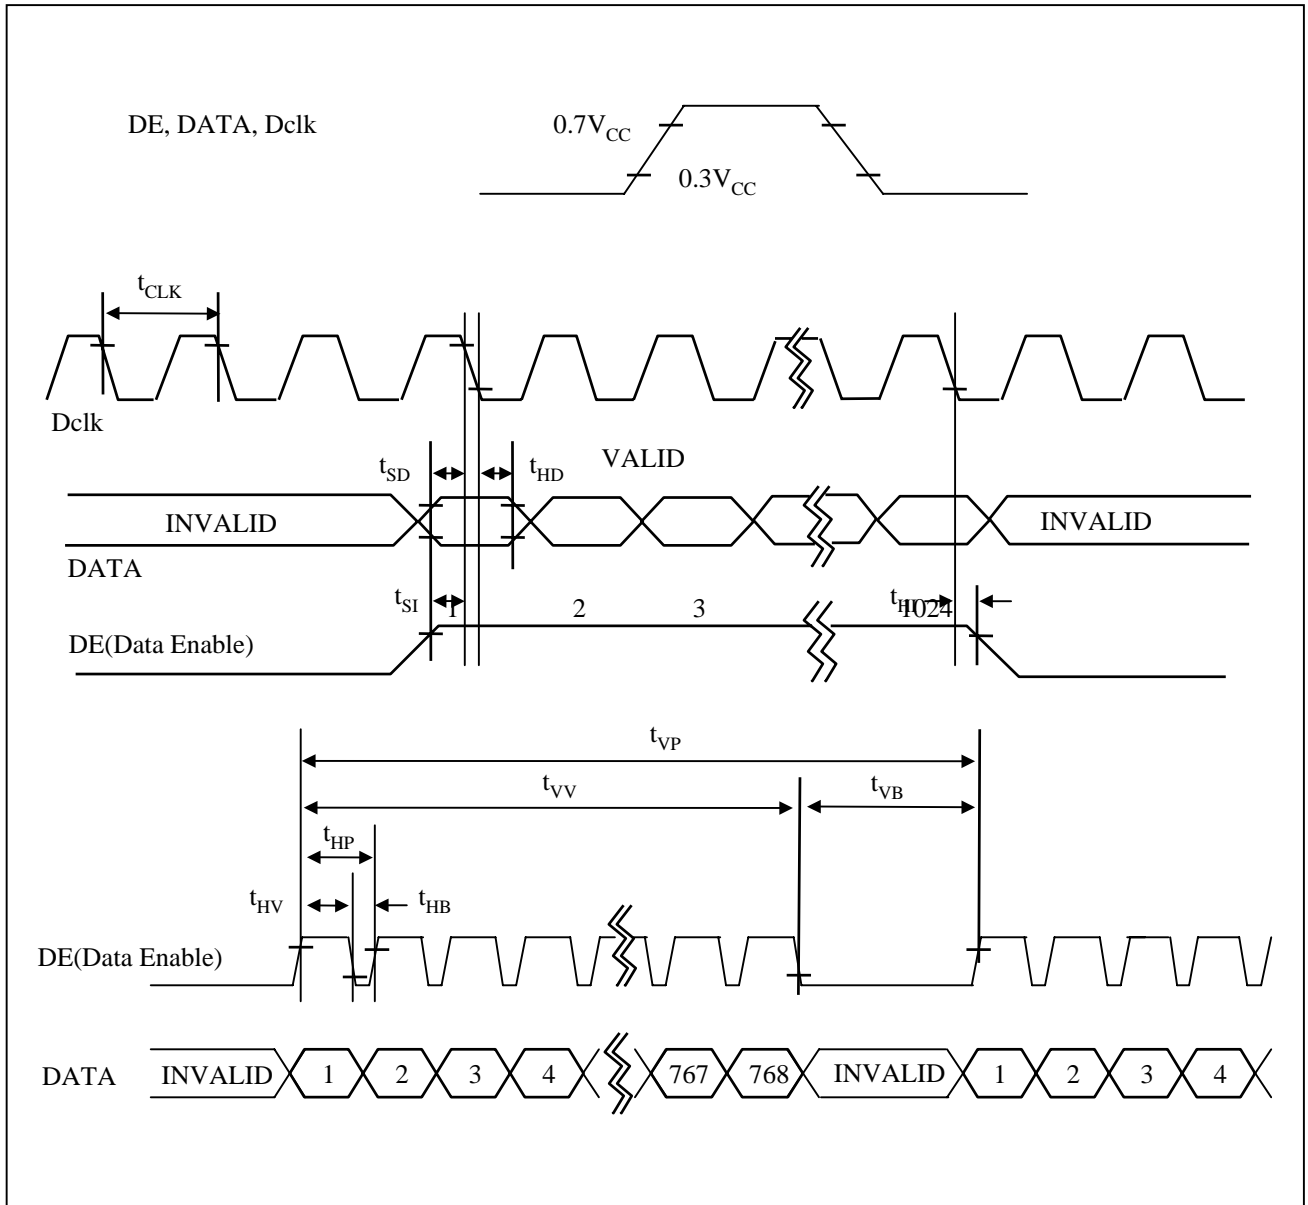 DE, DATA, Dclk
0.7VCC
0.3VCC
tCLK
Dclk
tSD
tHD
VALID
INVALID
INVALID
DATA
tSI
1
2
3
tHI
1024
DE(Data Enable)
tVP
tVV
tVB
tHP
tHV
tHB
DE(Data Enable)
DATA
INVALID
1
2
3
4
767
768
INVALID
1
2
3
4